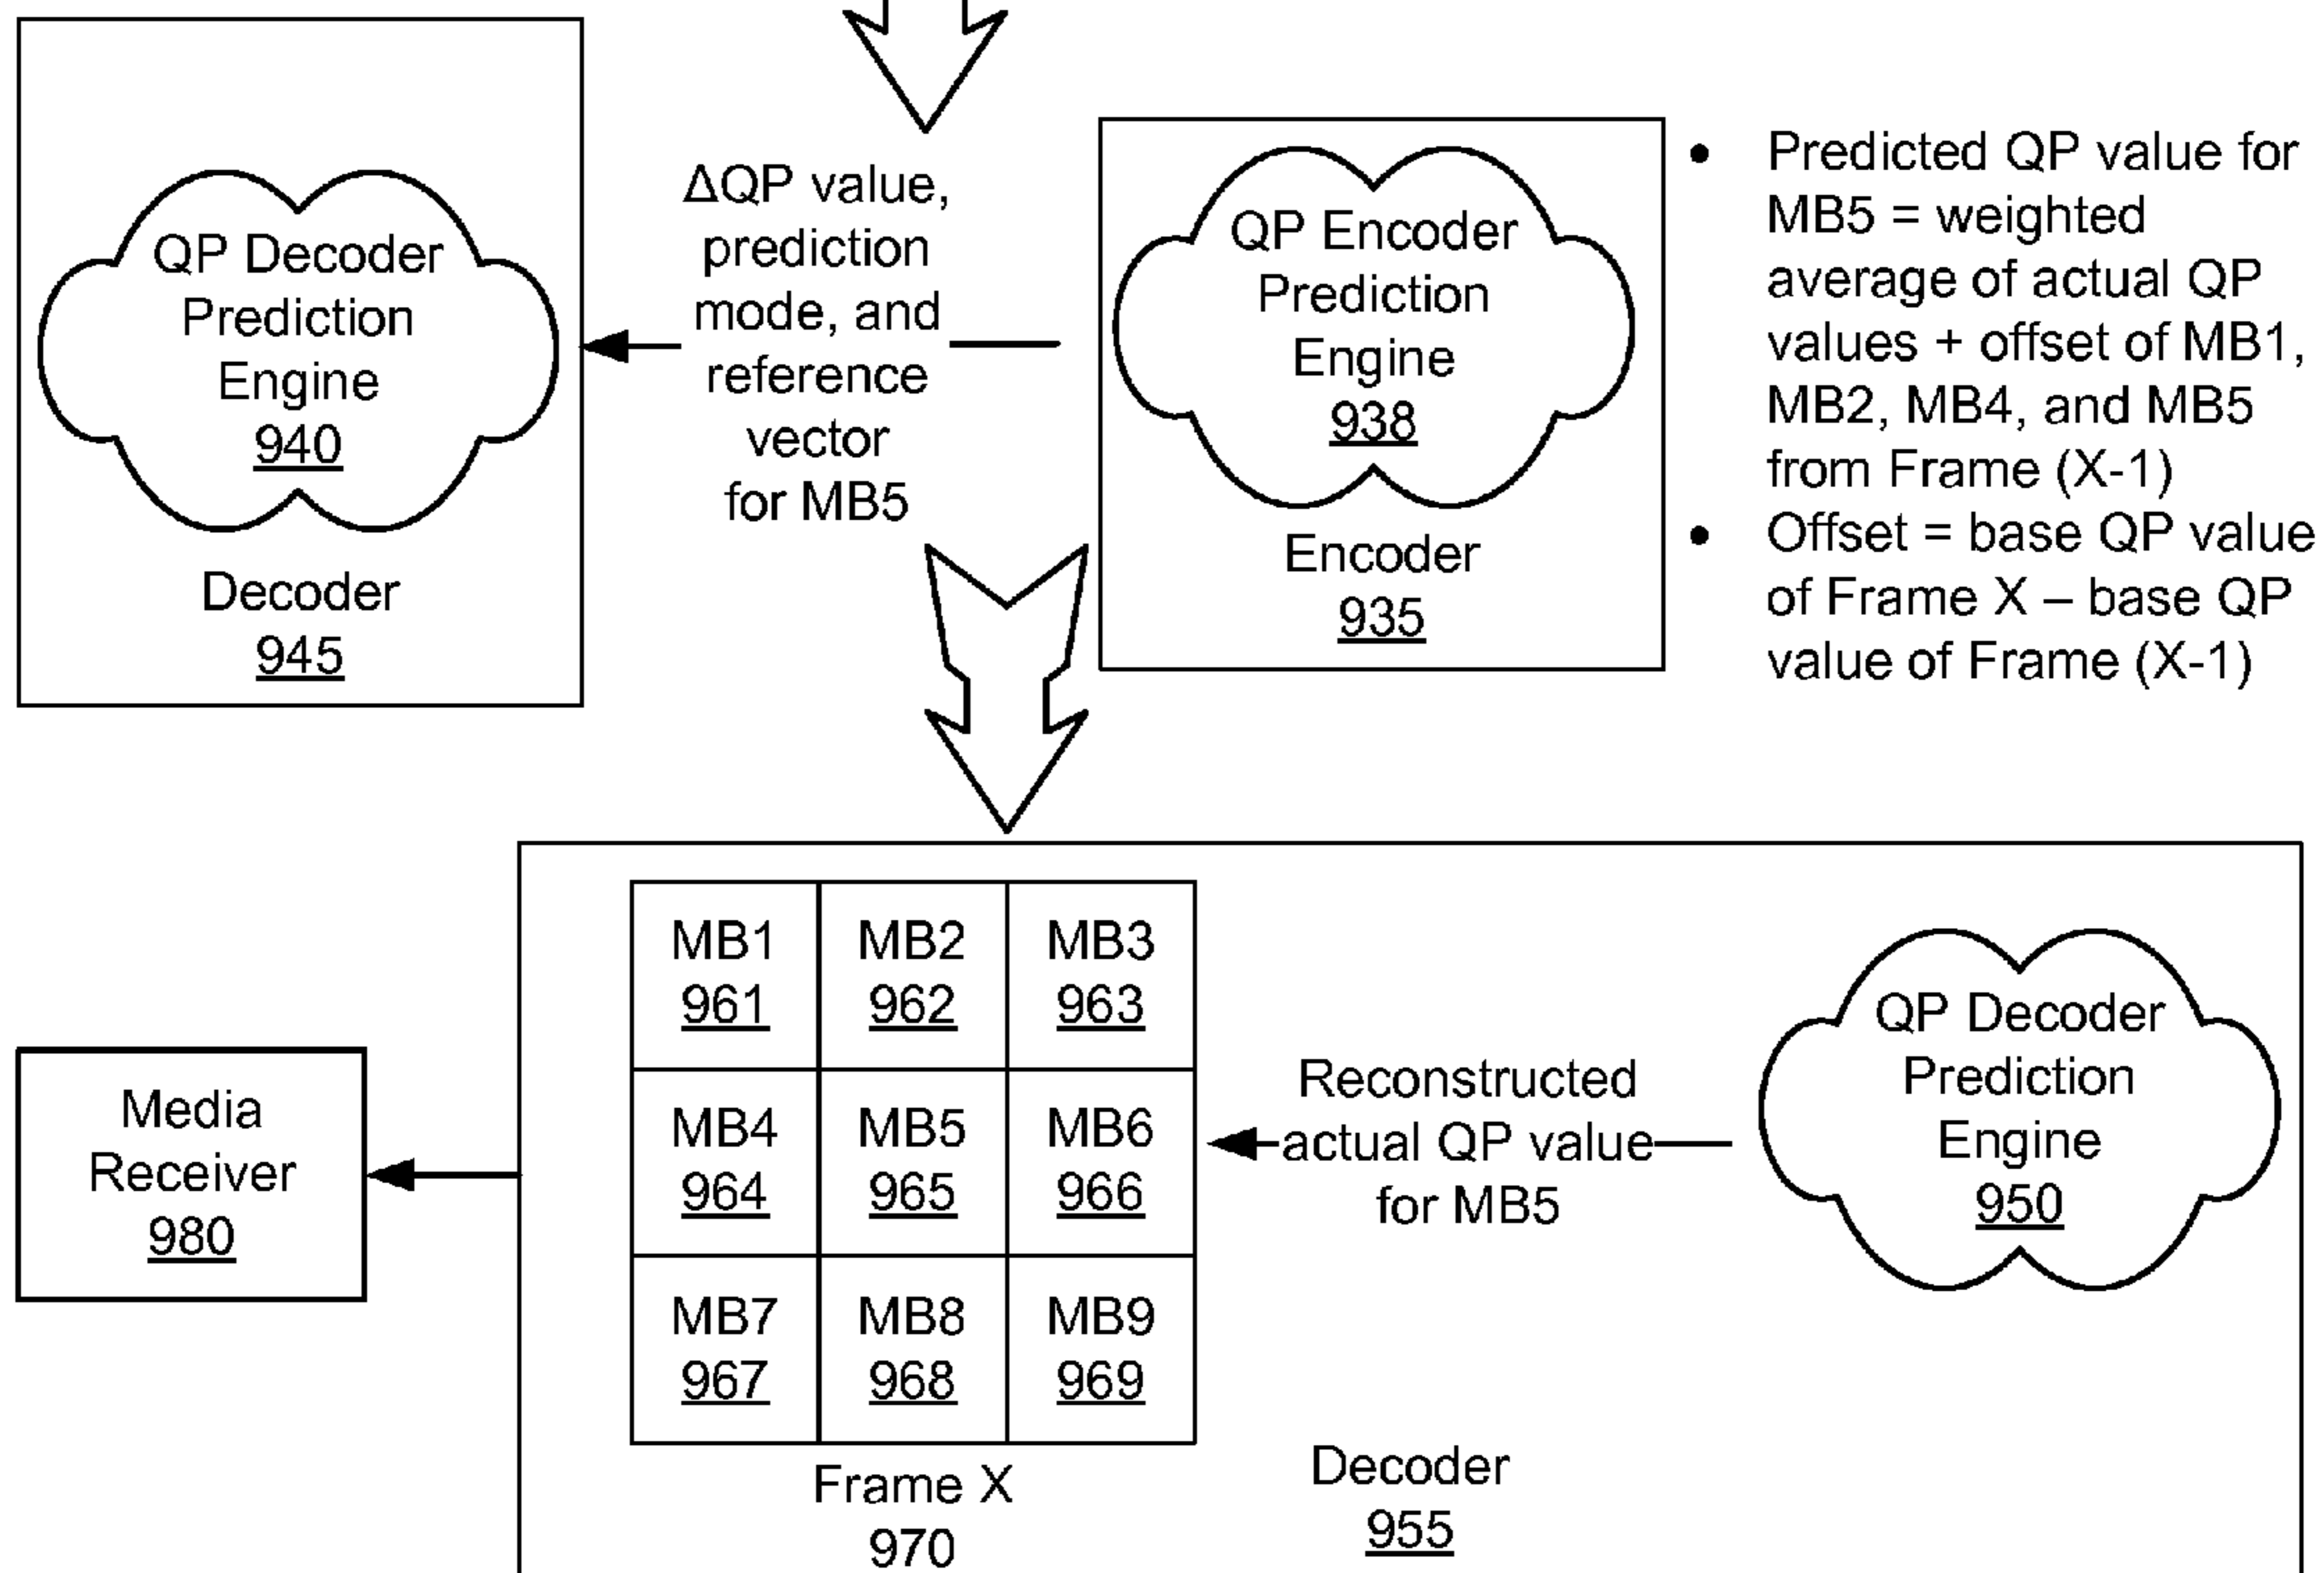 QP Decoder
Prediction
Engine
940
Decoder
945
ΔQP value,
prediction
mode, and
reference
vector
for MB5
QP Encoder
Prediction
Engine
938
Encoder
935
• Predicted QP value for
MB5 = weighted
average of actual QP
values + offset of MB1,
MB2, MB4, and MB5
from Frame (X-1)
• Offset = base QP value
of Frame X – base QP
value of Frame (X-1)
Media
Receiver
980
MB1
961
MB2
962
MB3
963
MB4
964
MB5
965
MB6
966
MB7
967
MB8
968
MB9
969
Frame X
970
Reconstructed
actual QP value
for MB5
QP Decoder
Prediction
Engine
950
Decoder
955